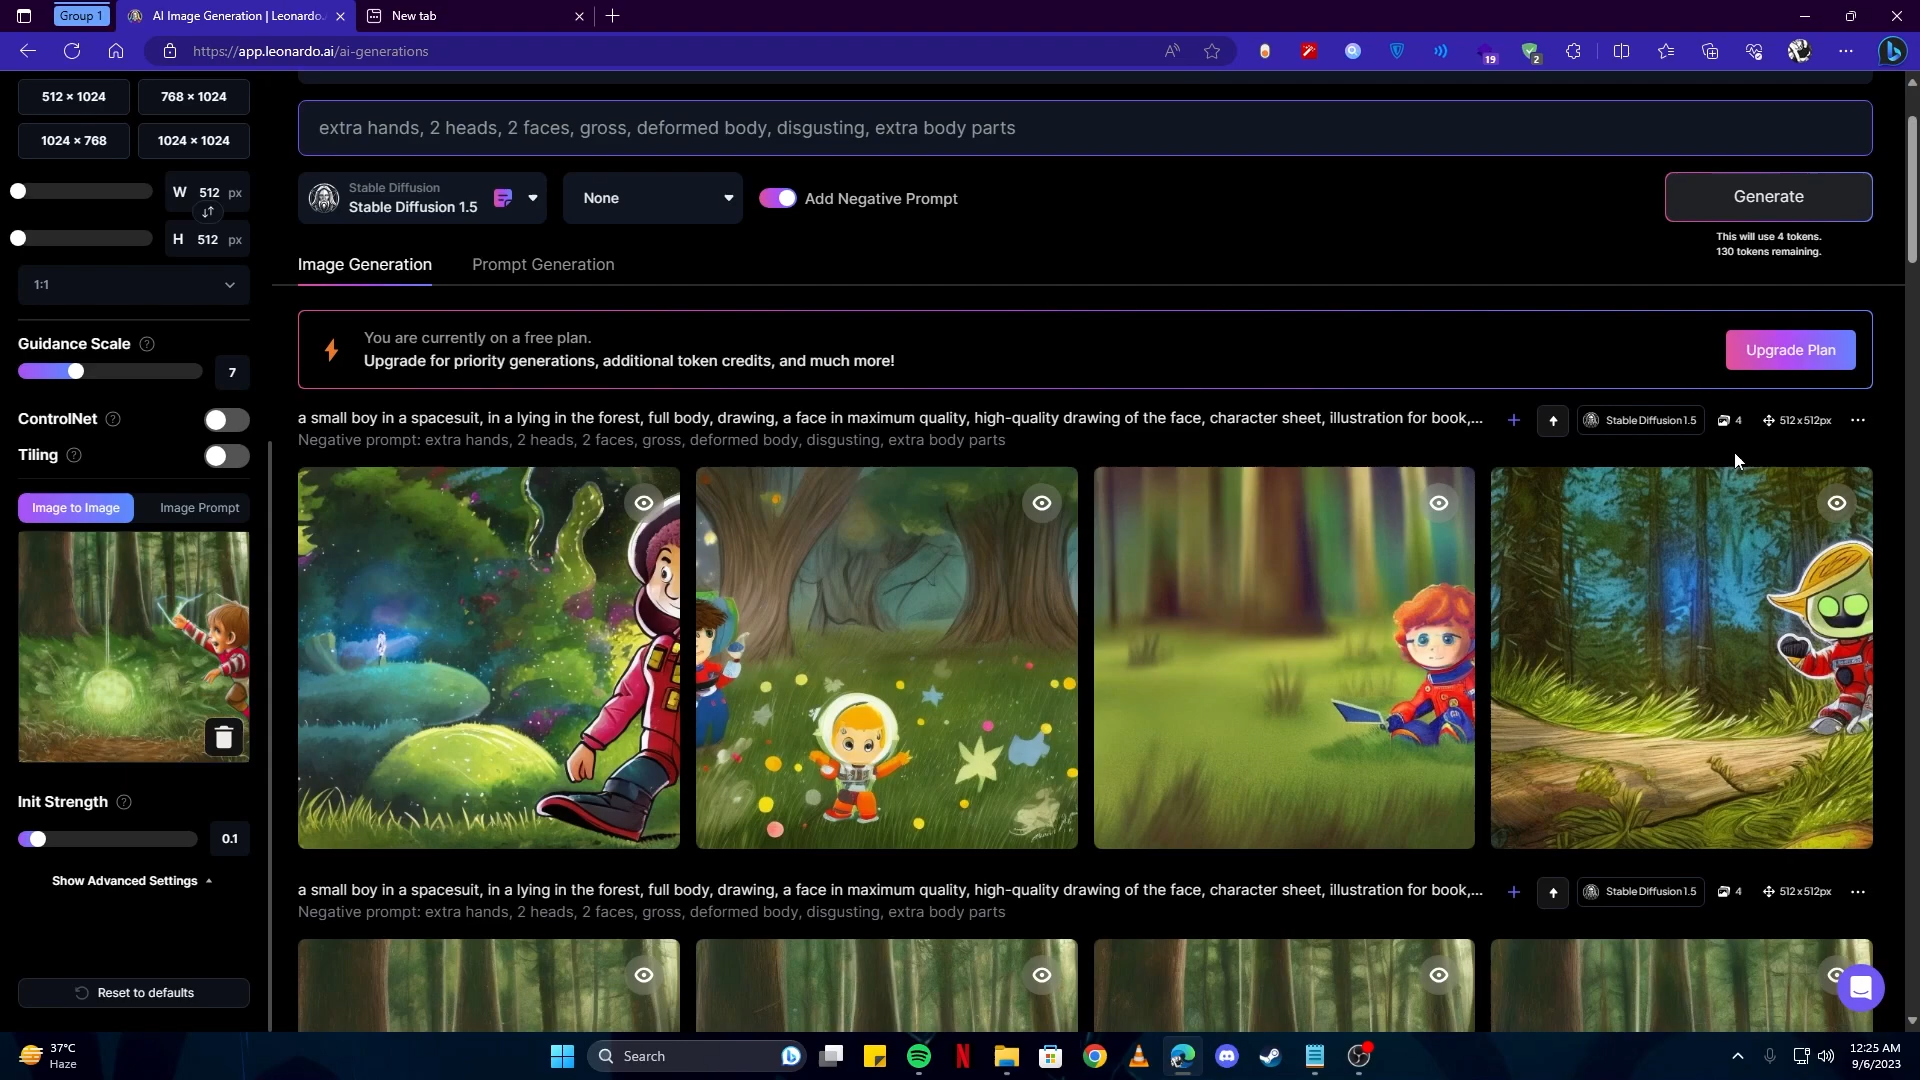 Group 1
AI Image Generation | Leonardo.
New tab
https://app.leonardo.ai/ai-generations
19
2
512 × 1024
768 × 1024
1024 × 768
1024 × 1024
W 512 px
H 512 px
1:1
Guidance Scale
7
ControlNet
Tiling
Image to Image
Image Prompt
Init Strength
0.1
Show Advanced Settings
Reset to defaults
extra hands, 2 heads, 2 faces, gross, deformed body, disgusting, extra body parts
Stable Diffusion
Stable Diffusion 1.5
None
Add Negative Prompt
Generate
This will use 4 tokens.
130 tokens remaining.
Image Generation
Prompt Generation
You are currently on a free plan.
Upgrade for priority generations, additional token credits, and much more!
Upgrade Plan
a small boy in a spacesuit, in a lying in the forest, full body, drawing, a face in maximum quality, high-quality drawing of the face, character sheet, illustration for book,...
Stable Diffusion 1.5
4
512x512px
Negative prompt: extra hands, 2 heads, 2 faces, gross, deformed body, disgusting, extra body parts
a small boy in a spacesuit, in a lying in the forest, full body, drawing, a face in maximum quality, high-quality drawing of the face, character sheet, illustration for book,...
Stable Diffusion 1.5
4
512x512px
Negative prompt: extra hands, 2 heads, 2 faces, gross, deformed body, disgusting, extra body parts
37°C
Haze
Search
12:25 AM
9/6/2023